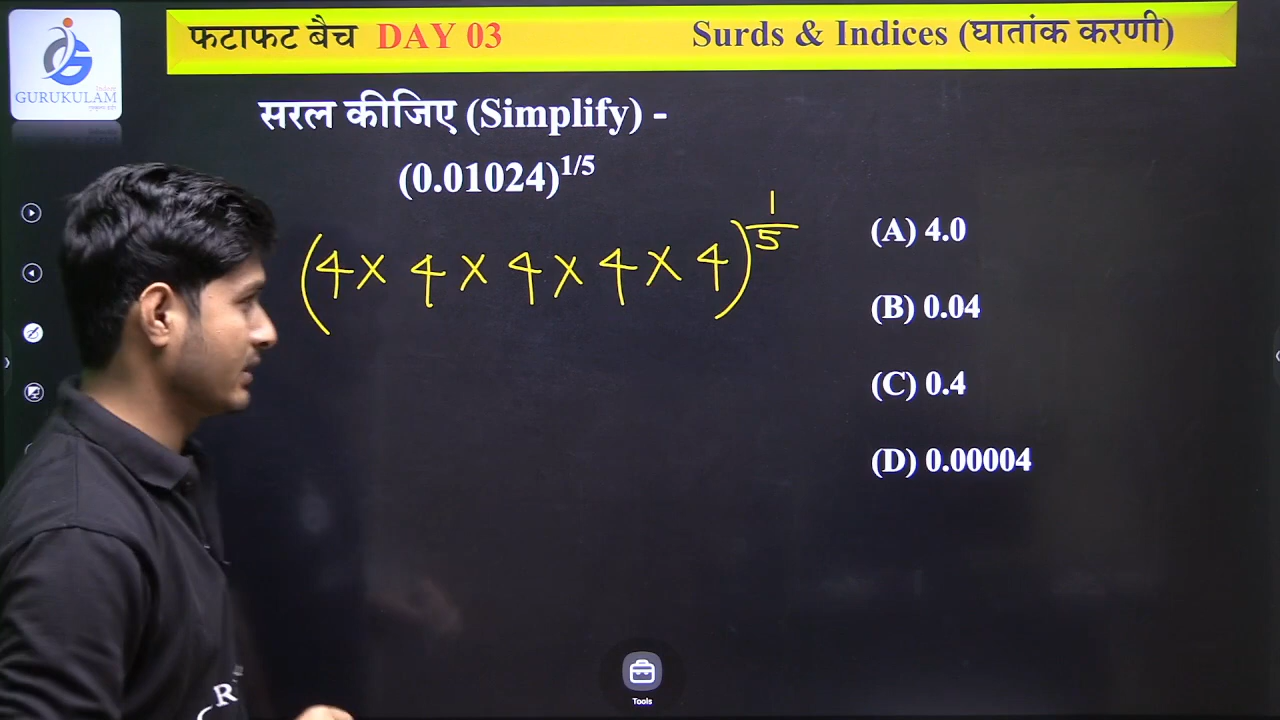 फटाफट बैच DAY 03
Surds & Indices (घातांक करणी)
GURUKULAM
सरल कीजिए (Simplify) -
(0.01024)^1/5
(4 × 4 × 4 × 4 × 4)^1/5
(A) 4.0
(B) 0.04
(C) 0.4
(D) 0.00004
Tools